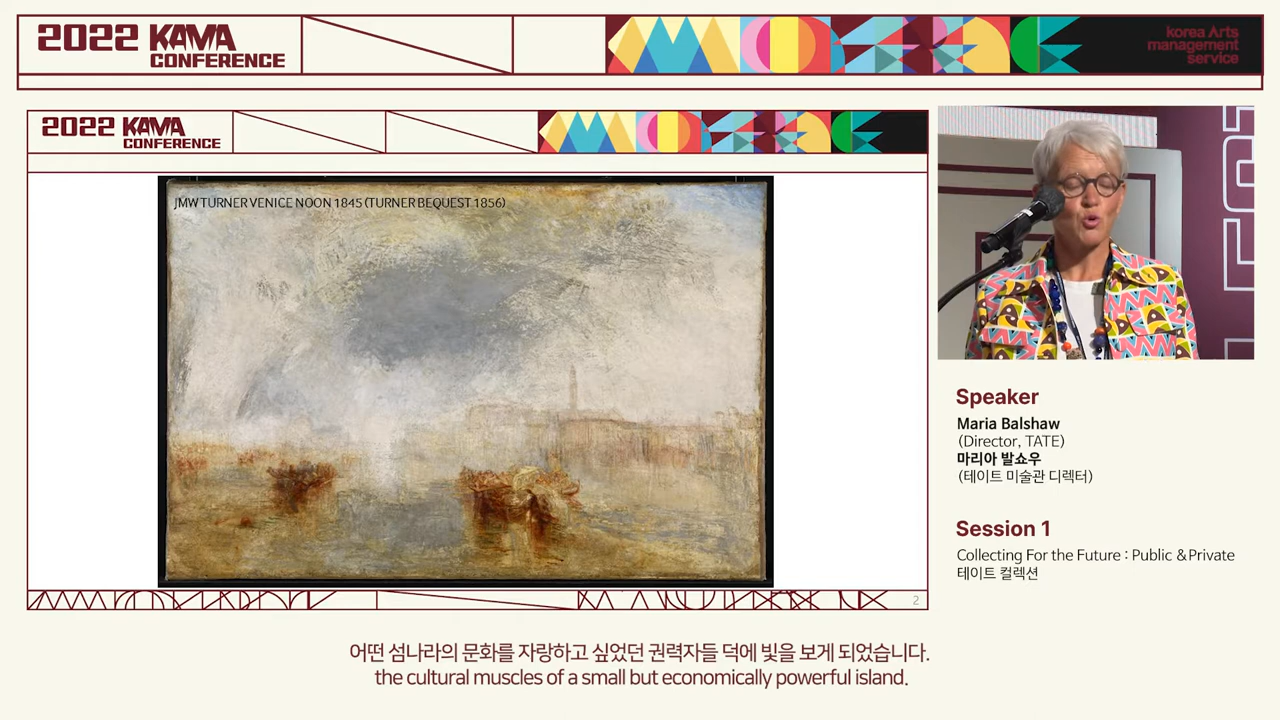 2022 KAMA
CONFERENCE
korea Arts
management
service
2022 KAMA
CONFERENCE
JMW TURNER VENICE NOON 1845 (TURNER BEQUEST 1856)
2
Speaker
Maria Balshaw
(Director, TATE)
마리아 발쇼우
(테이트 미술관 디렉터)
Session 1
Collecting For the Future : Public & Private
테이트 컬렉션
어떤 섬나라의 문화를 자랑하고 싶었던 권력자들 덕에 빛을 보게 되었습니다.
the cultural muscles of a small but economically powerful island.